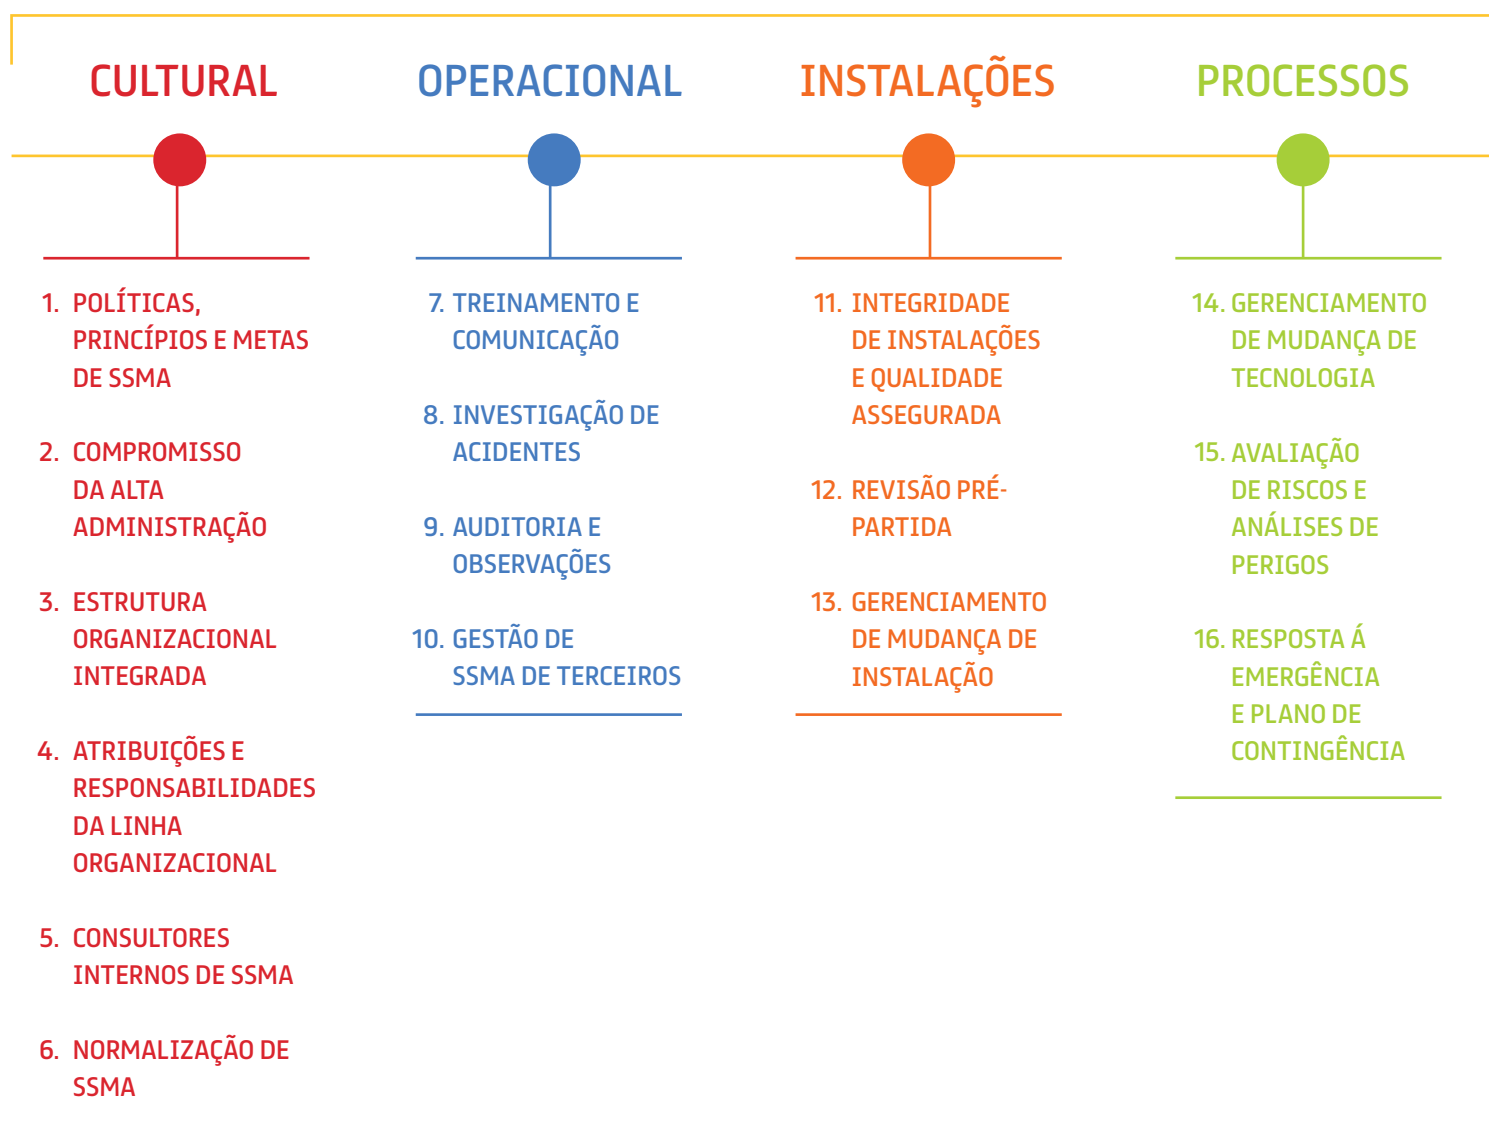 CULTURAL
1. POLÍTICAS,
PRINCÍPIOS E METAS
DE SSMA
2. COMPROMISSO
DA ALTA
ADMINISTRAÇÃO
3. ESTRUTURA
ORGANIZACIONAL
INTEGRADA
4. ATRIBUIÇÕES E
RESPONSABILIDADES
DA LINHA
ORGANIZACIONAL
5. CONSULTORES
INTERNOS DE SSMA
6. NORMALIZAÇÃO DE
SSMA
OPERACIONAL
7. TREINAMENTO E
COMUNICAÇÃO
8. INVESTIGAÇÃO DE
ACIDENTES
9. AUDITORIA E
OBSERVAÇÕES
10. GESTÃO DE
SSMA DE TERCEIROS
INSTALAÇÕES
11. INTEGRIDADE
DE INSTALAÇÕES
E QUALIDADE
ASSEGURADA
12. REVISÃO PRÉ-
PARTIDA
13. GERENCIAMENTO
DE MUDANÇA DE
INSTALAÇÃO
PROCESSOS
14. GERENCIAMENTO
DE MUDANÇA DE
TECNOLOGIA
15. AVALIAÇÃO
DE RISCOS E
ANÁLISES DE
PERIGOS
16. RESPOSTA Á
EMERGÊNCIA
E PLANO DE
CONTINGÊNCIA